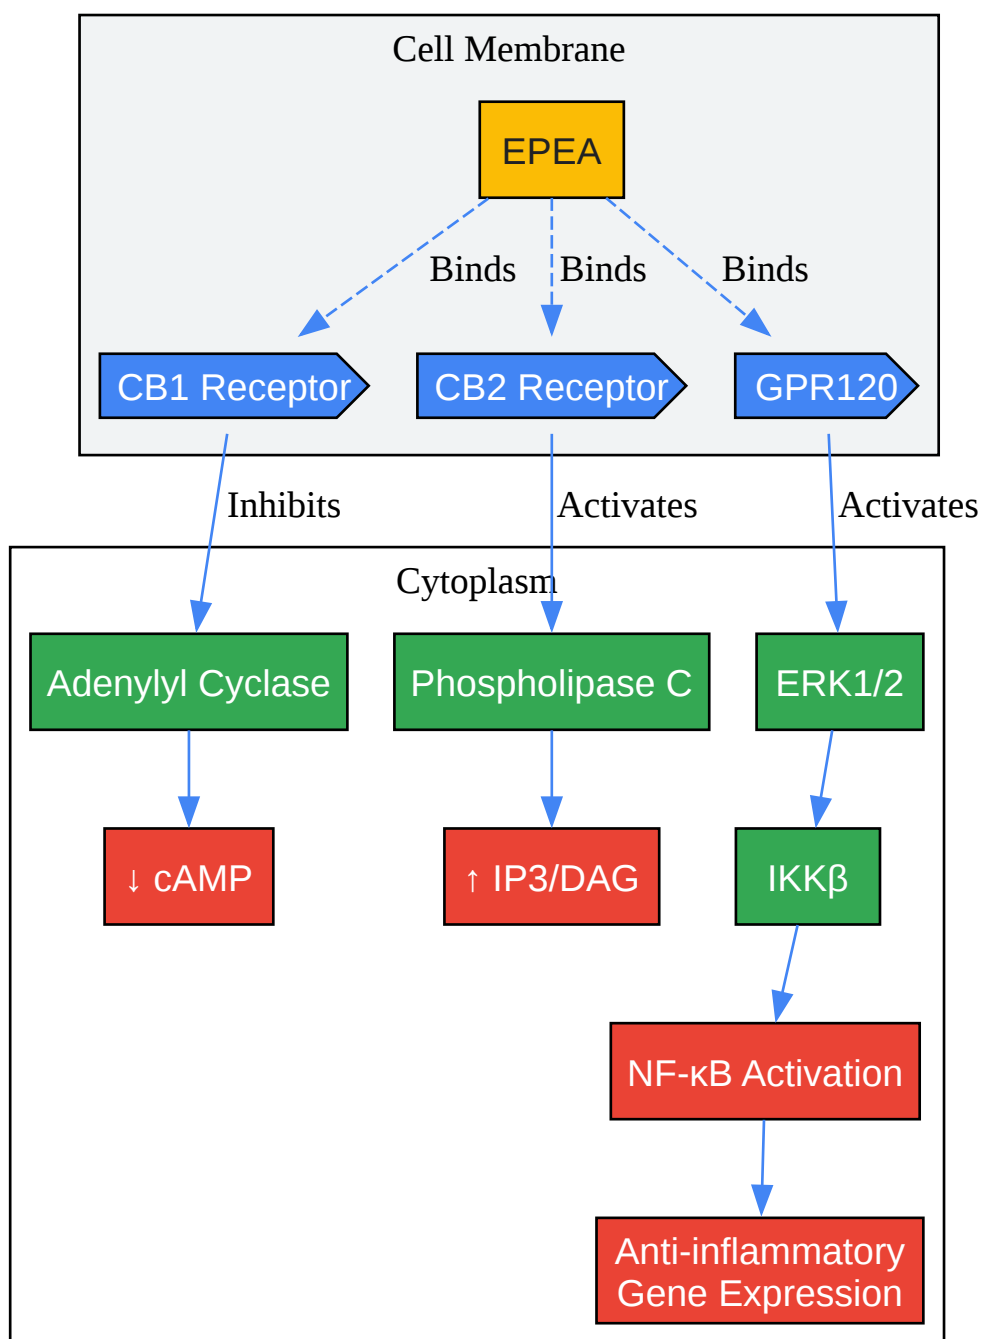 Cell Membrane
EPEA
Binds
Binds
Binds
CB1 Receptor
CB2 Receptor
GPR120
Inhibits
Activates
Activates
Cytoplasm
Adenylyl Cyclase
Phospholipase C
ERK1/2
↓ cAMP
↑ IP3/DAG
IKKβ
NF-κB Activation
Anti-inflammatory
Gene Expression